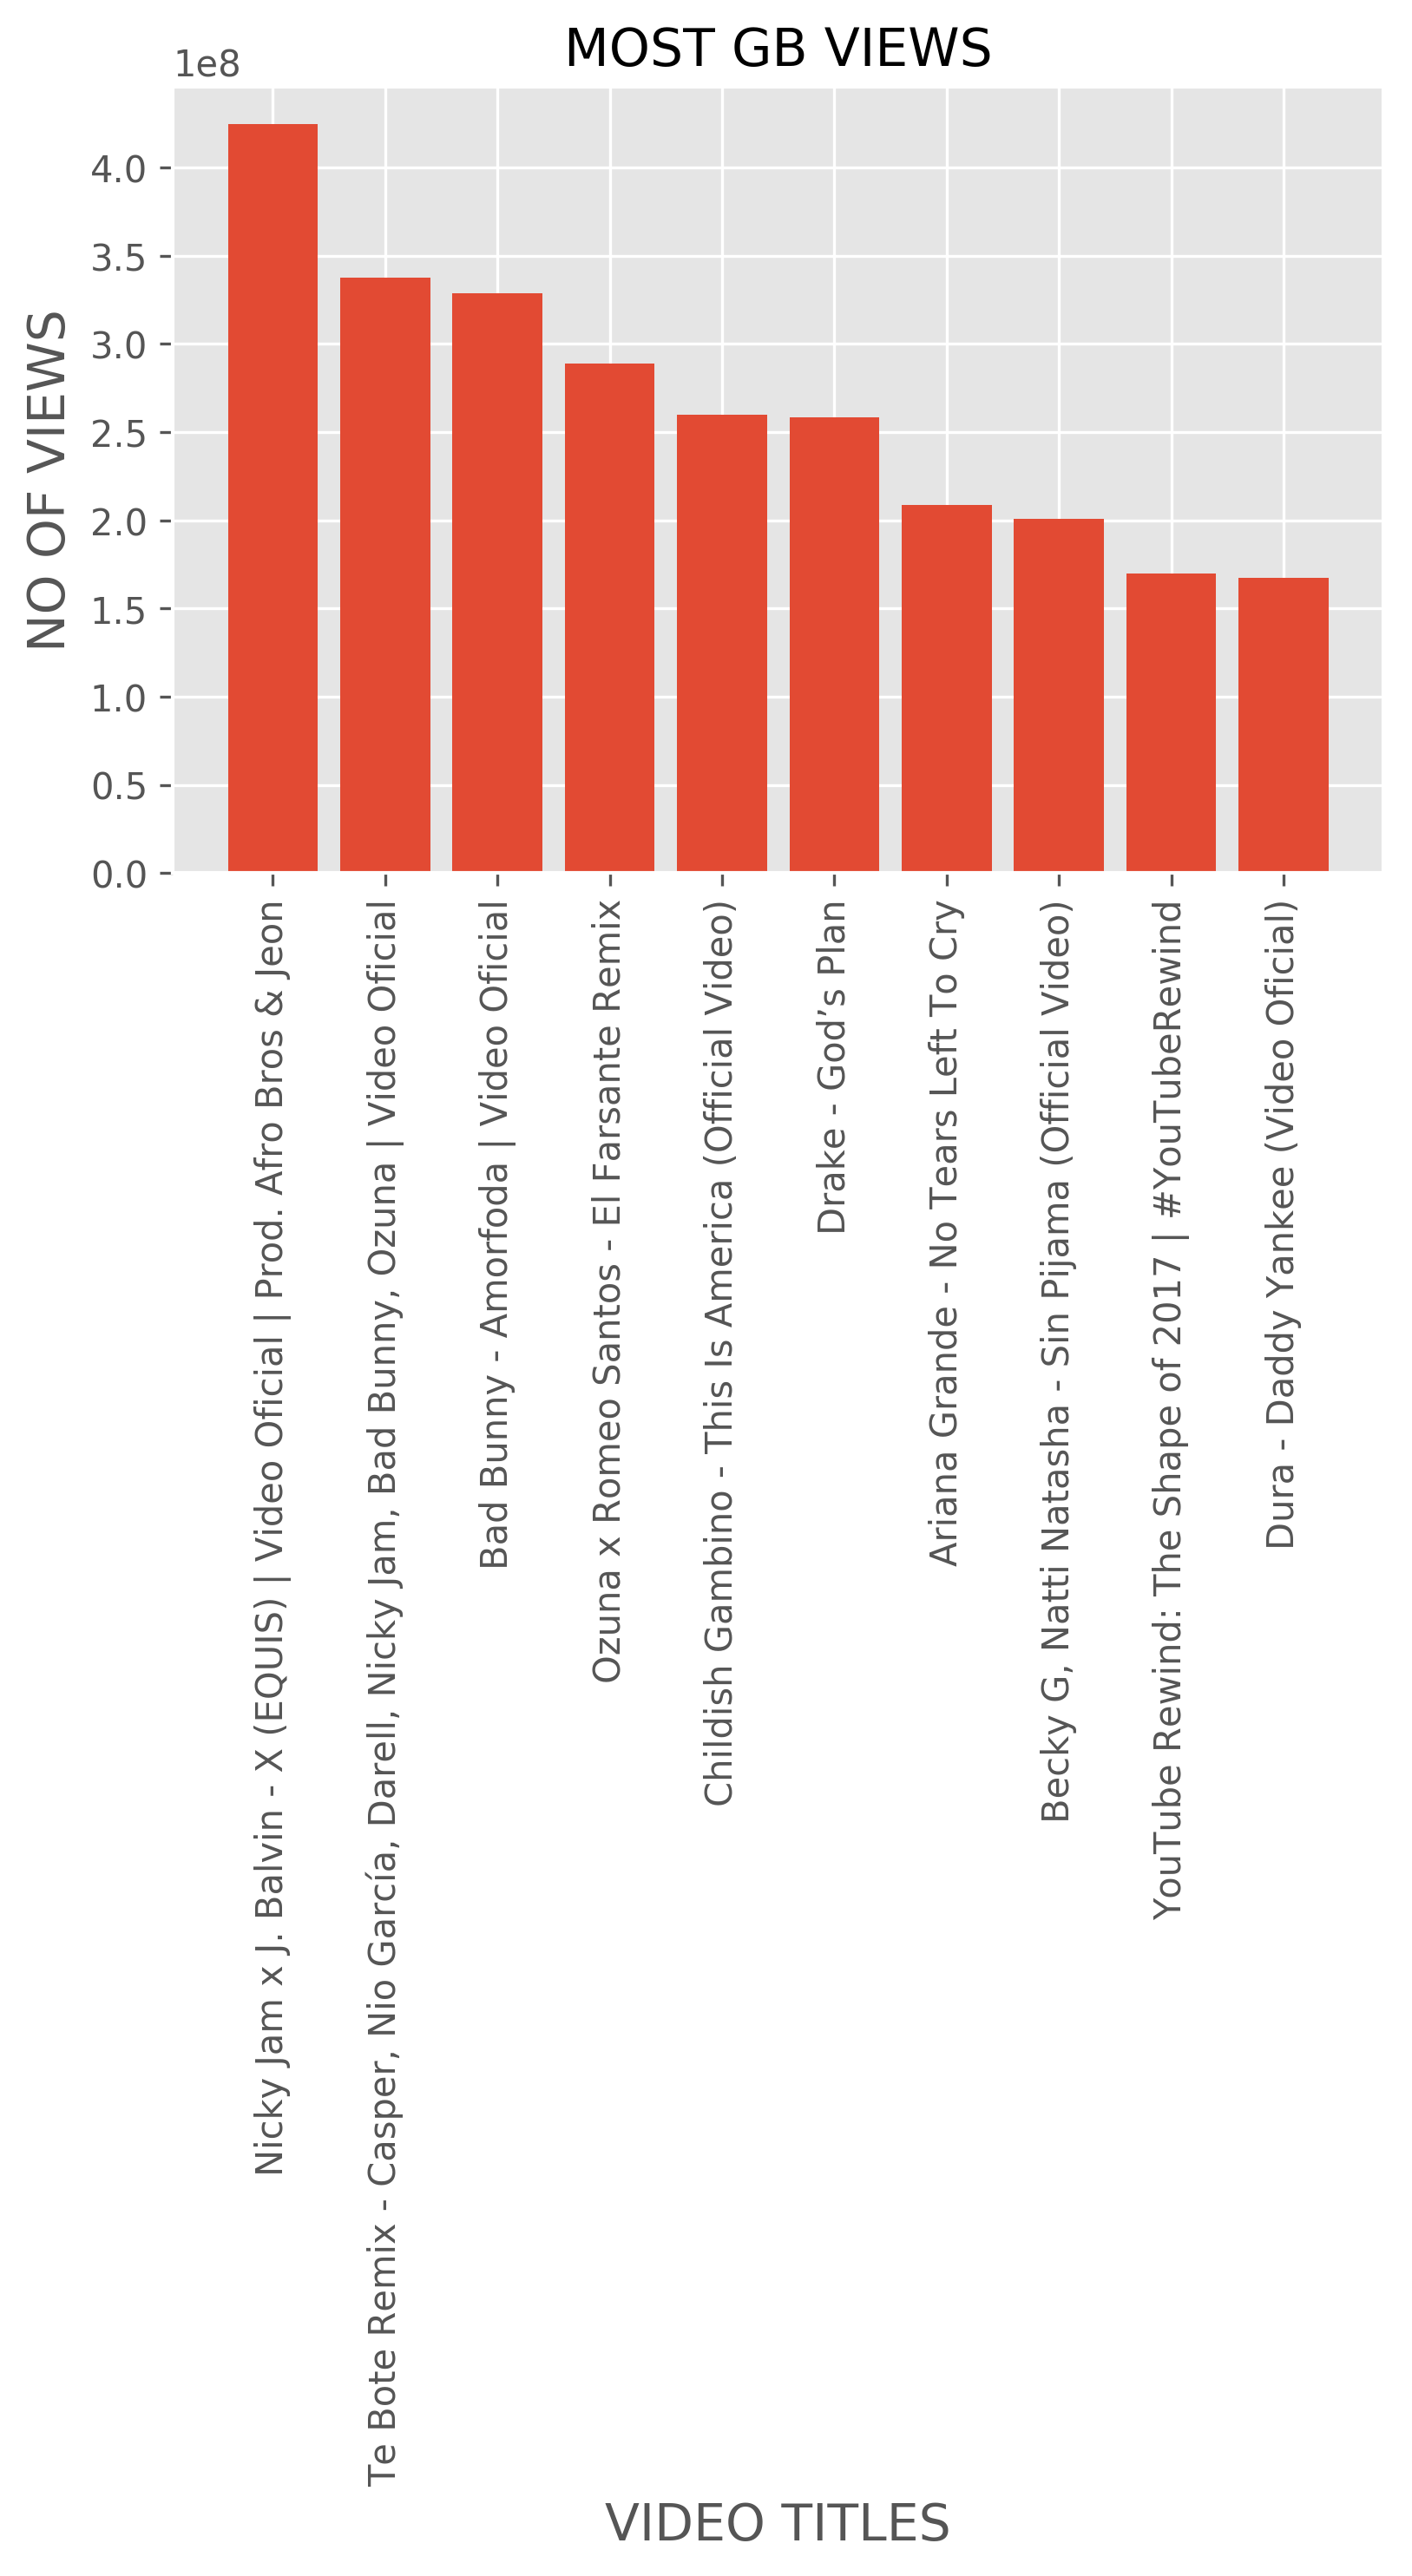 MOST GB VIEWS
1e8
4.0
3.5
3.0
2.5
2.0
1.5
1.0
0.5
0.0
NO OF VIEWS
Nicky Jam x J. Balvin - X (EQUIS) | Video Oficial | Prod. Afro Bros & Jeon
Te Bote Remix - Casper, Nio García, Darell, Nicky Jam, Bad Bunny, Ozuna | Video Oficial
Bad Bunny - Amorfoda | Video Oficial
Ozuna x Romeo Santos - El Farsante Remix
Childish Gambino - This Is America (Official Video)
Drake - God’s Plan
Ariana Grande - No Tears Left To Cry
Becky G, Natti Natasha - Sin Pijama (Official Video)
YouTube Rewind: The Shape of 2017 | #YouTubeRewind
Dura - Daddy Yankee (Video Oficial)
VIDEO TITLES